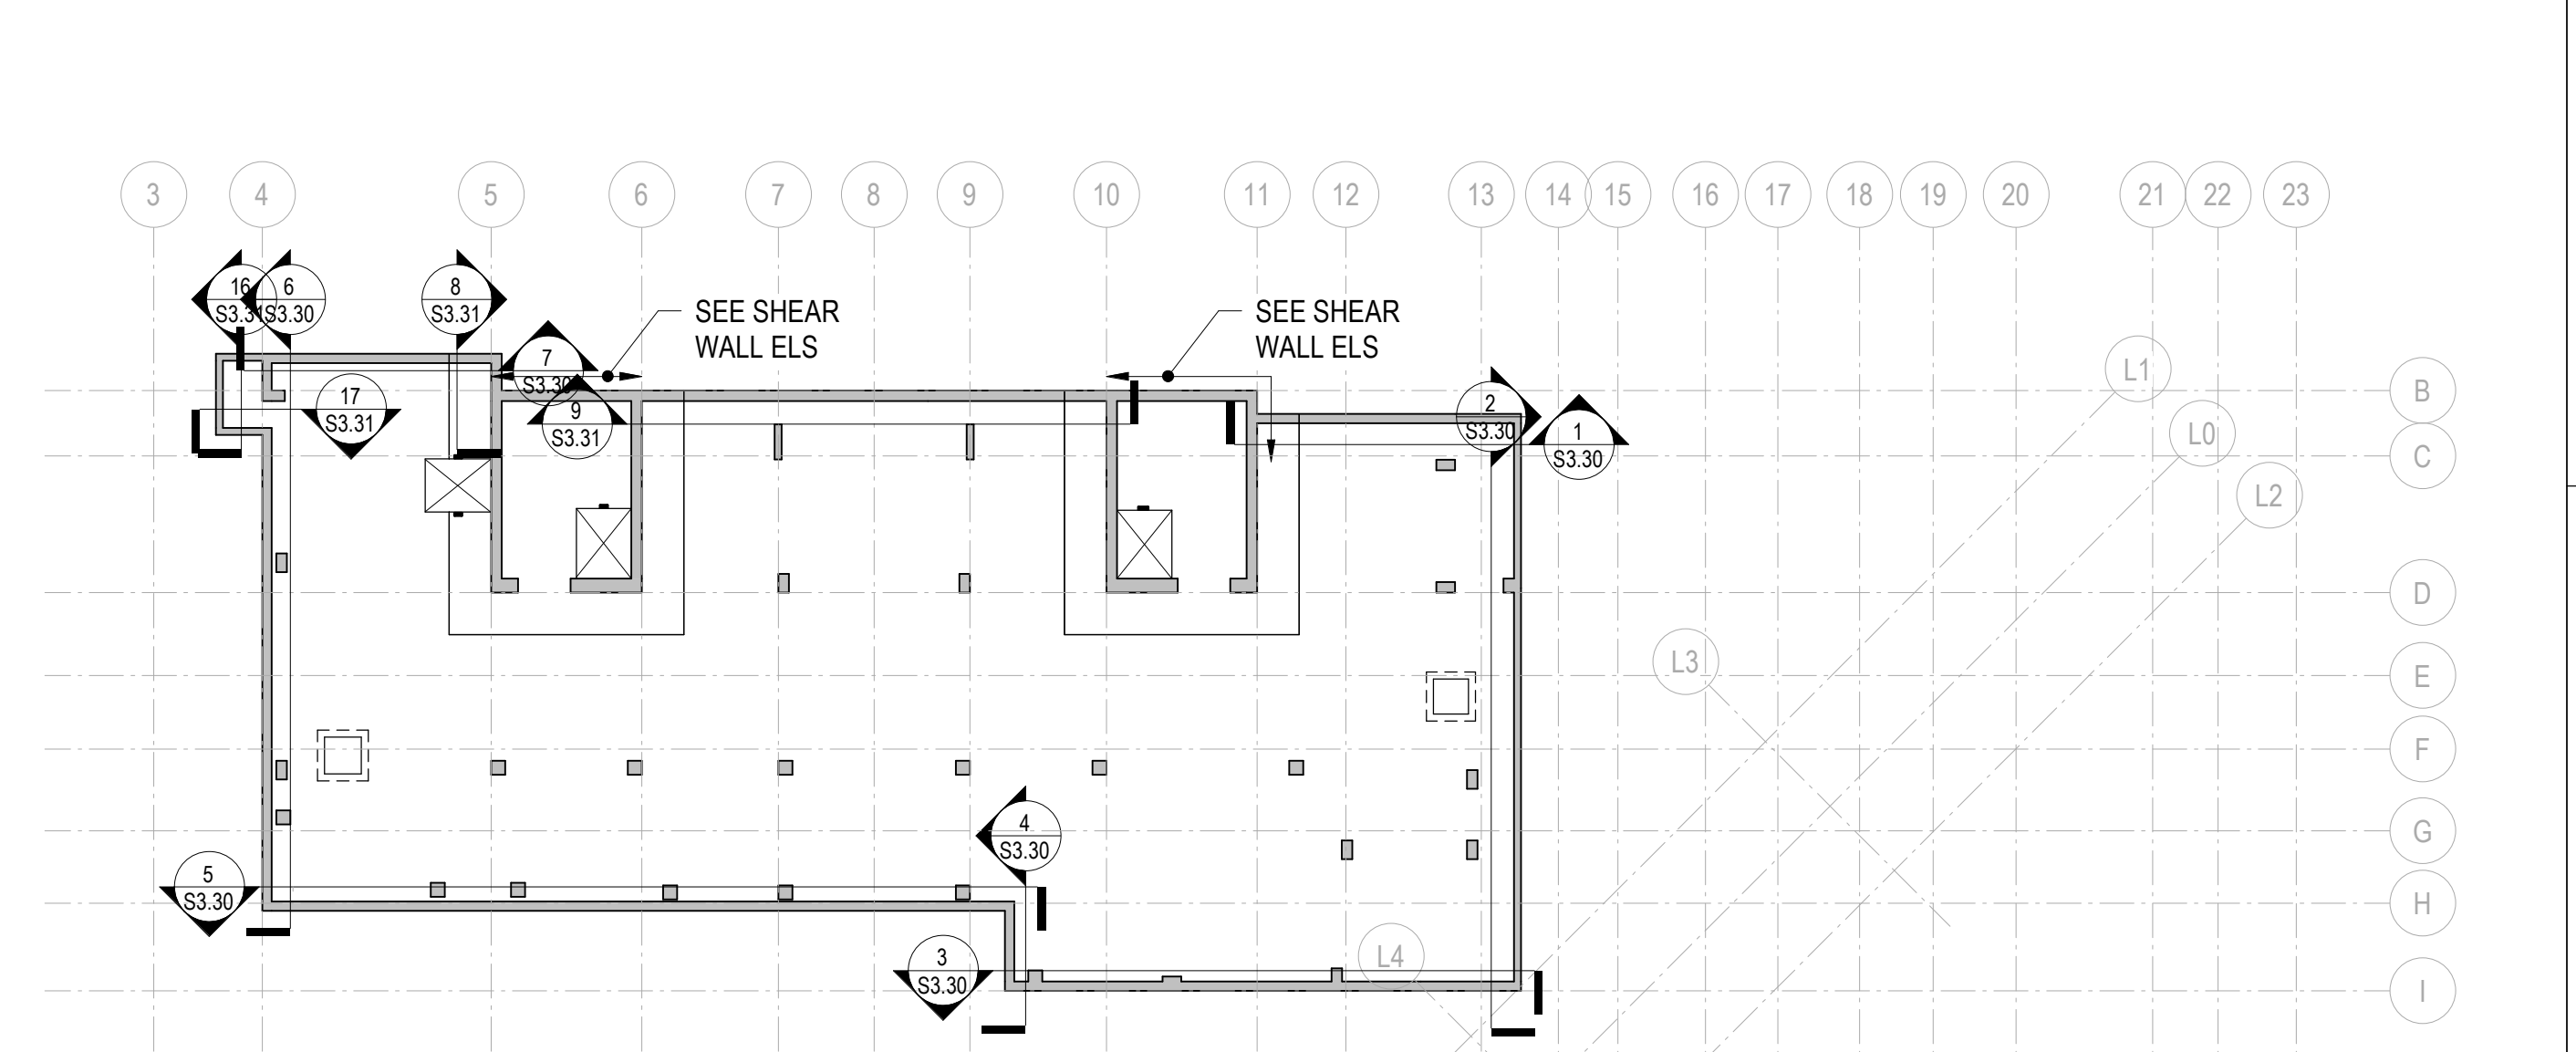 3 4 5 6 7 8 9 10 11 12 13 14 15 16 17 18 19 20 21 22 23
16
S3.31
6
S3.30
8
S3.31
SEE SHEAR
WALL ELS
SEE SHEAR
WALL ELS
7
S3.30
9
S3.31
17
S3.31
2
S3.30
1
S3.30
L1
L0
L2
L3
L4
B
C
D
E
F
G
H
I
4
S3.30
5
S3.30
3
S3.30